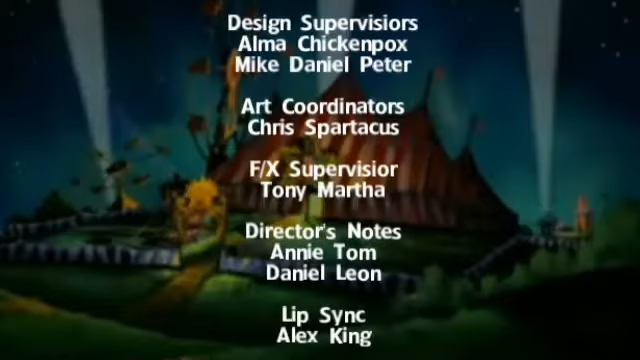 Design Supervisiors
Alma Chickenpox
Mike Daniel Peter
Art Coordinators
Chris Spartacus
F/X Supervisior
Tony Martha
Director's Notes
Annie Tom
Daniel Leon
Lip Sync
Alex King